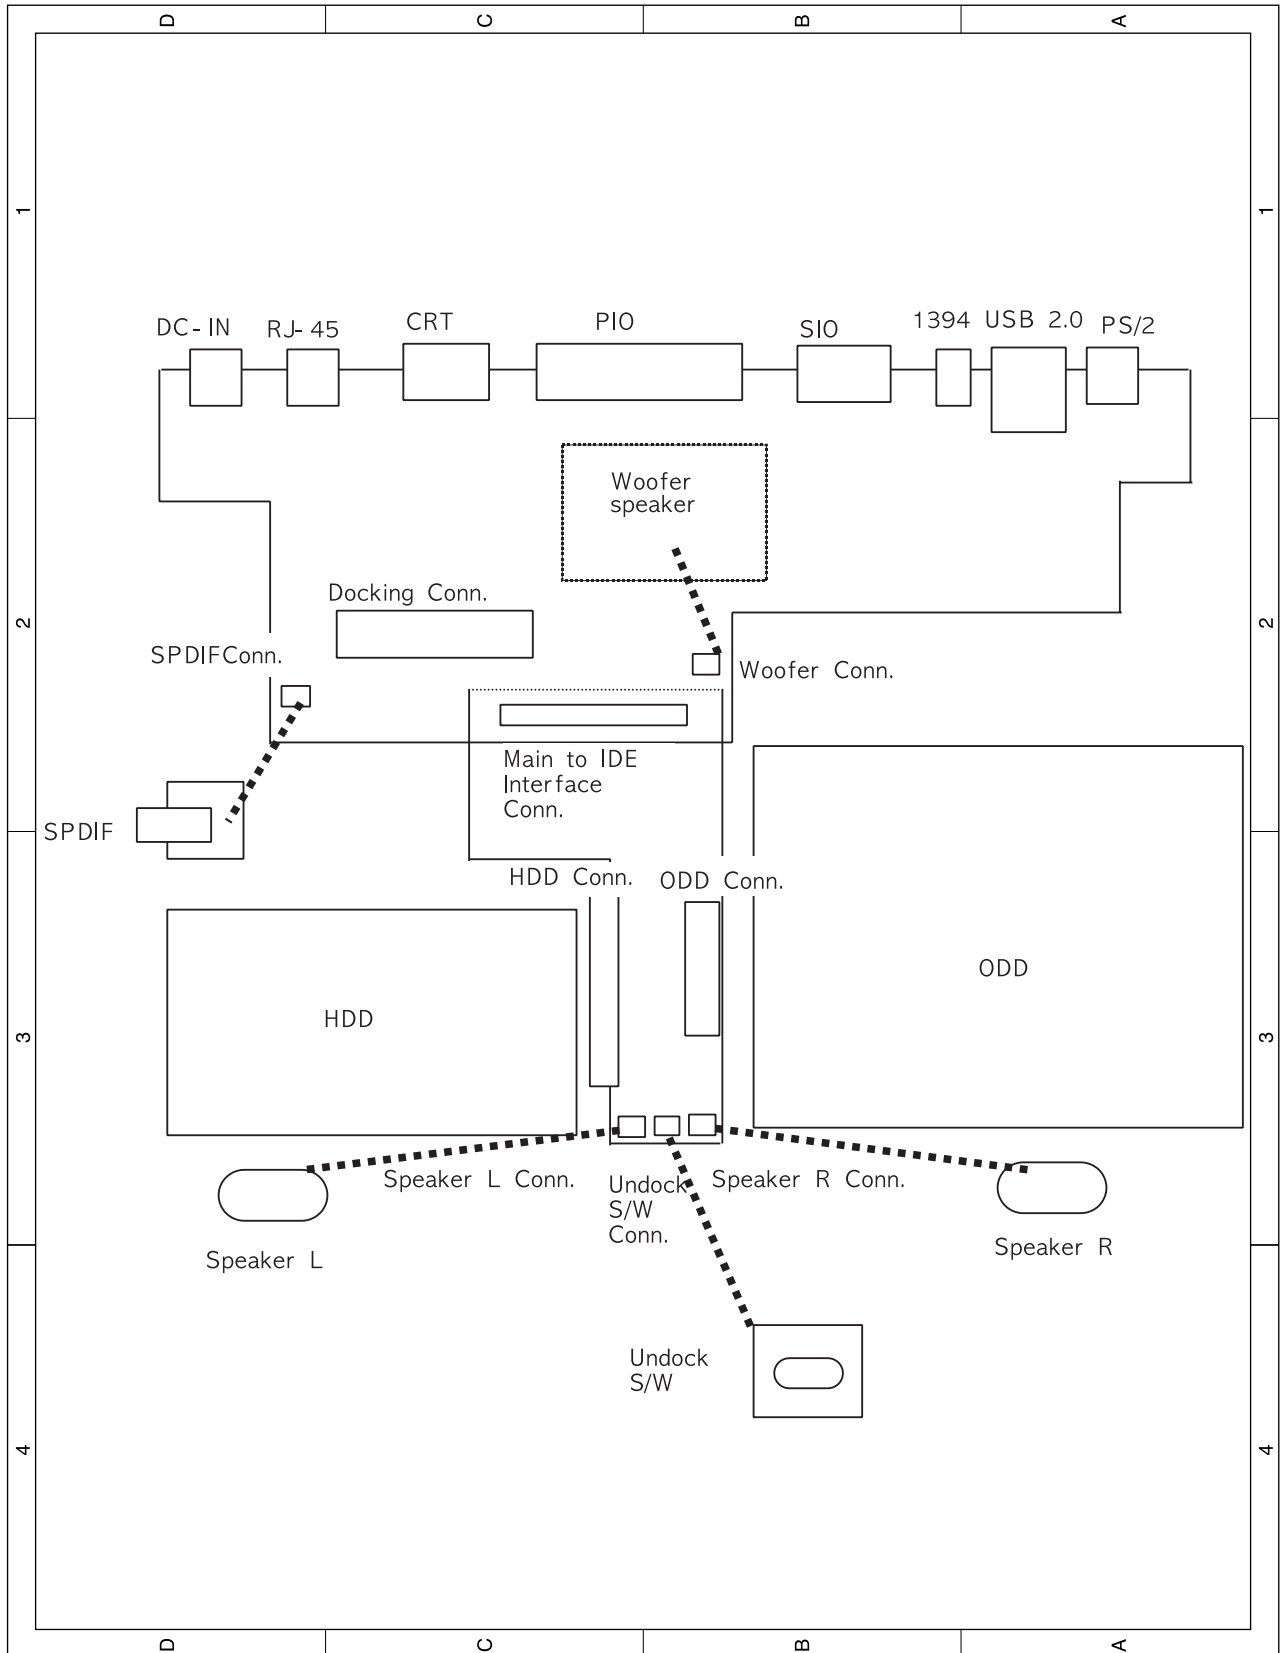 D C B A
1 1
DC-IN RJ-45 CRT PIO SIO 1394 USB 2.0 PS/2
Woofer
speaker
Docking Conn.
2 2
SPDIFConn.
Woofer Conn.
Main to IDE
Interface
Conn.
SPDIF
HDD Conn. ODD Conn.
ODD
HDD
3 3
Speaker L Conn.
Undock
S/W
Conn.
Speaker R Conn.
Speaker L
Speaker R
Undock
S/W
4 4
D C B A